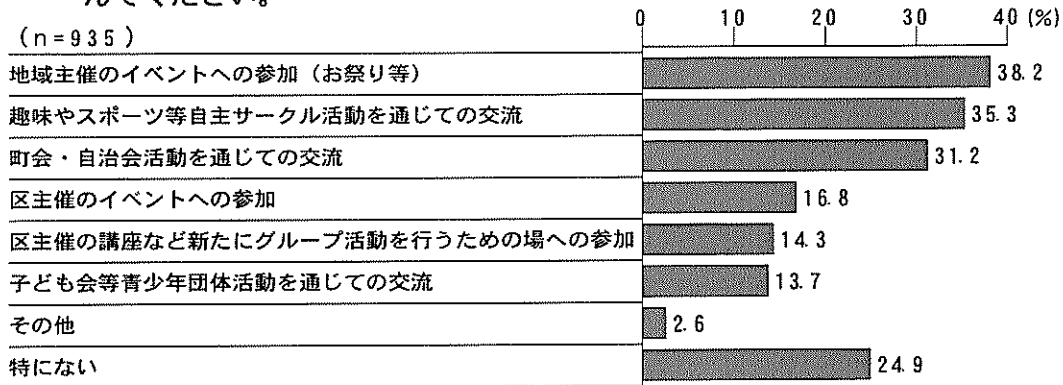 んでください。
(n=935)
0 10 20 30 40 (%)
地域主催のイベントへの参加（お祭り等） 38.2
趣味やスポーツ等自主サークル活動を通じての交流 35.3
町会・自治会活動を通じての交流 31.2
区主催のイベントへの参加 16.8
区主催の講座など新たにグループ活動を行うための場への参加 14.3
子ども会等青少年団体活動を通じての交流 13.7
その他 2.6
特にない 24.9